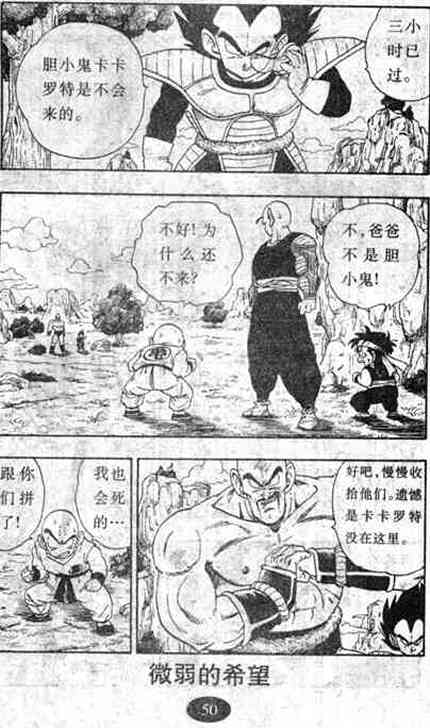 三小
时已
过。
胆小鬼卡卡
罗特是不会
来的。
不,爸爸
不是胆
小鬼!
不好!为
什么还
不来?
好吧,慢慢收
拾他们。遗憾
是卡卡罗特
没在这里。
我也
会死
的…
跟你
们拼
了!
微弱的希望
50